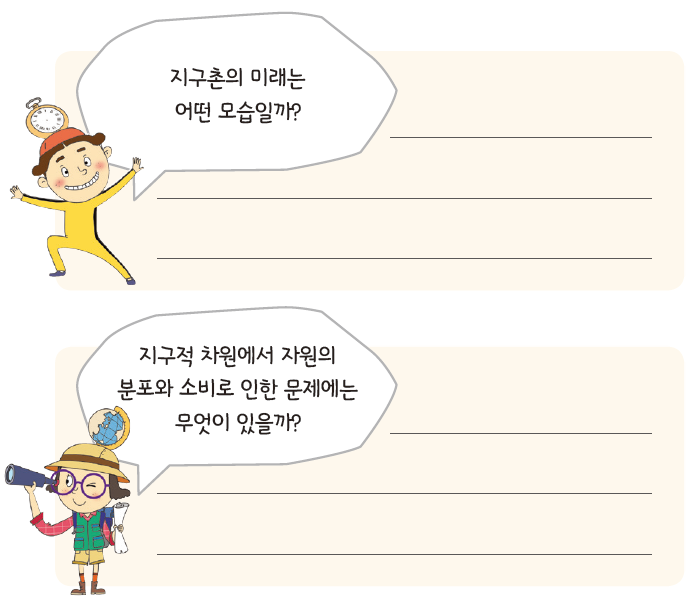 지구촌의 미래는
어떤 모습일까?
지구적 차원에서 자원의
분포와 소비로 인한 문제에는
무엇이 있을까?